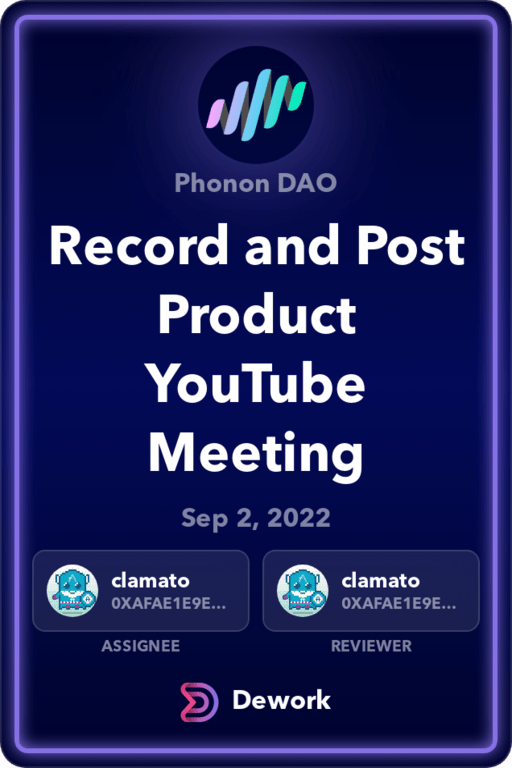 Phonon DAO
Record and Post
Product
YouTube
Meeting
Sep 2, 2022
clamato
0XAFAE1E9E...
clamato
0XAFAE1E9E...
ASSIGNEE
REVIEWER
Dework